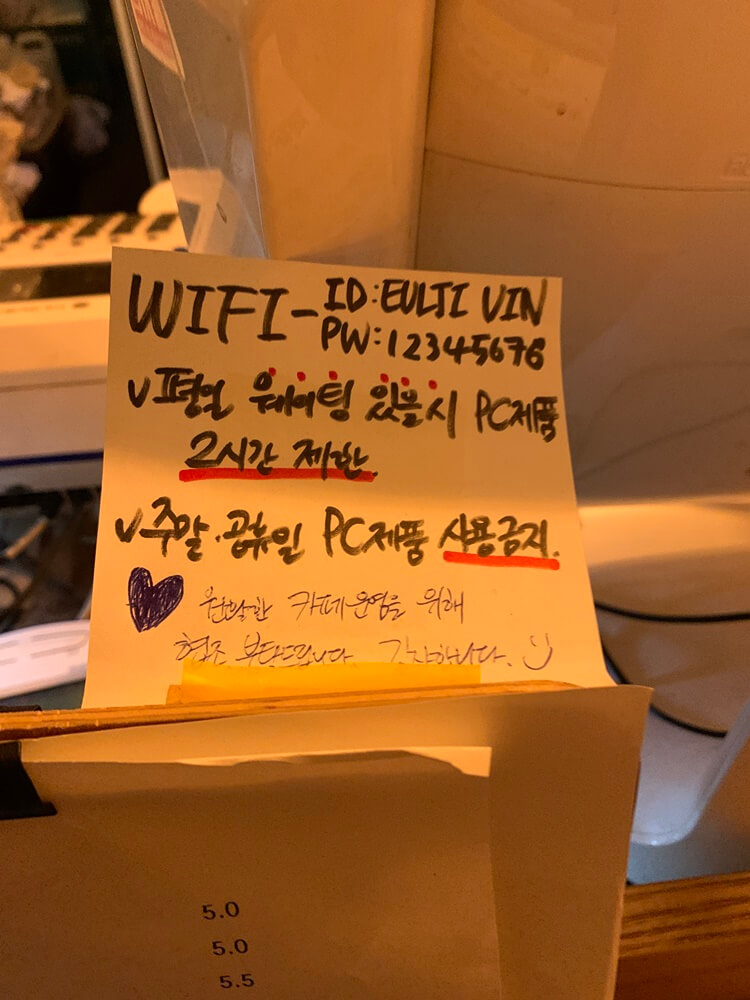 WIFI - ID: EULJI VIN
PW: 12345676
v 평일 웨이팅 있을 시 PC제품
2시간 제한.
v 주말·공휴일 PC제품 사용금지.
♥ 원활한 카페운영을 위해
협조 부탁드립니다 감사합니다. :)
5.0
5.0
5.5